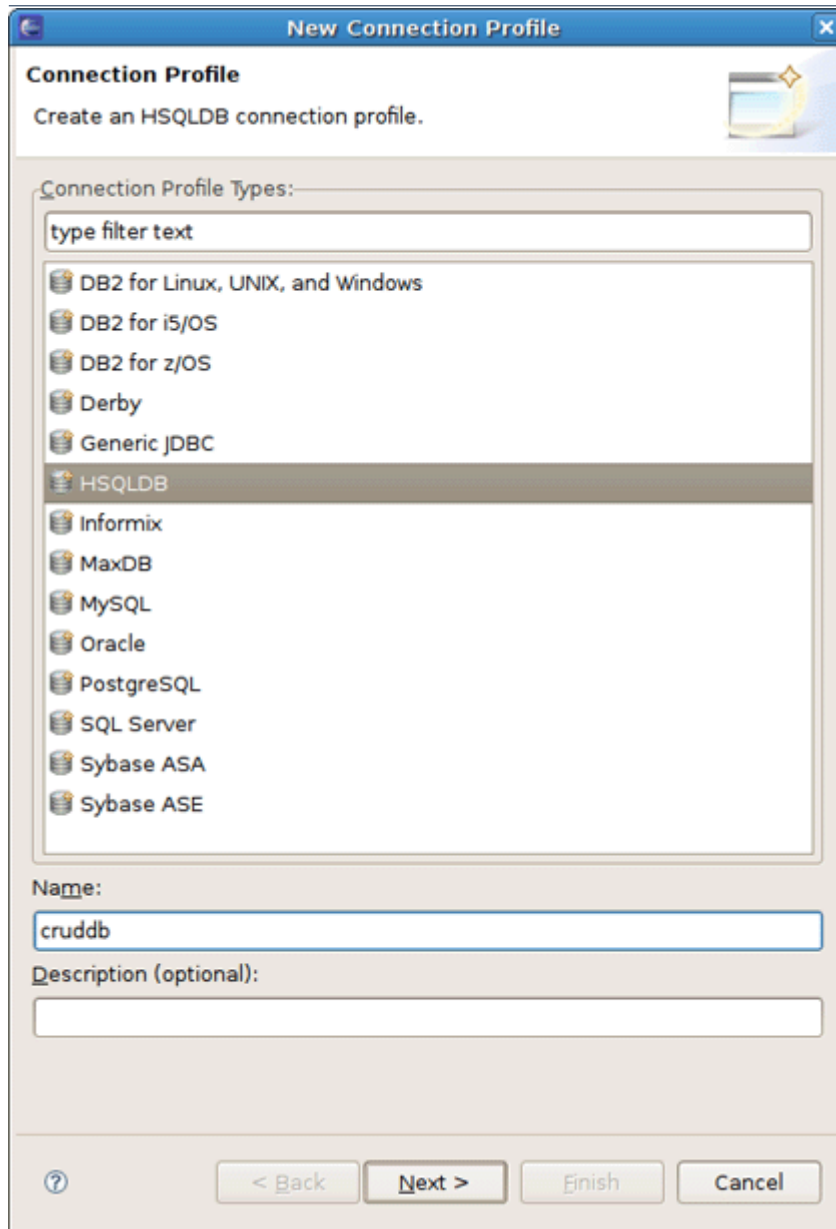 New Connection Profile
Connection Profile
Create an HSQLDB connection profile.
Connection Profile Types:
type filter text
DB2 for Linux, UNIX, and Windows
DB2 for i5/OS
DB2 for z/OS
Derby
Generic JDBC
HSQLDB
Informix
MaxDB
MySQL
Oracle
PostgreSQL
SQL Server
Sybase ASA
Sybase ASE
Name:
cruddb
Description (optional):
? < Back Next > Finish Cancel